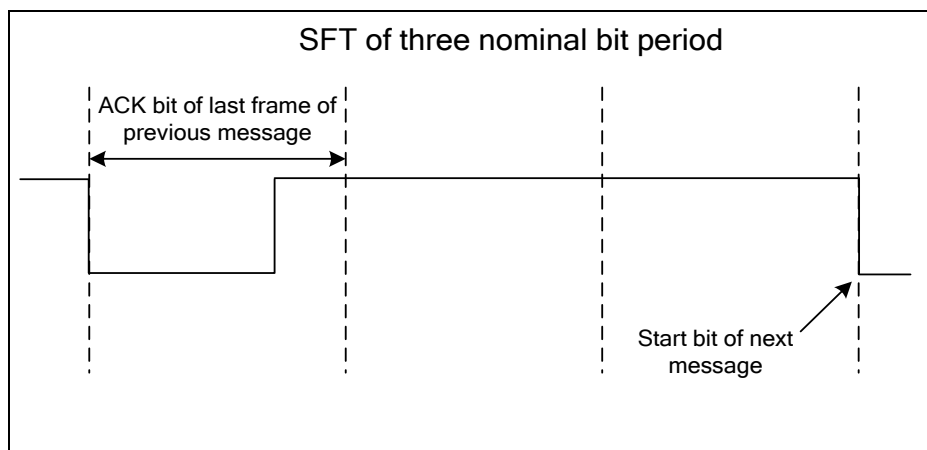 SFT of three nominal bit period
ACK bit of last frame of
previous message
Start bit of next
message